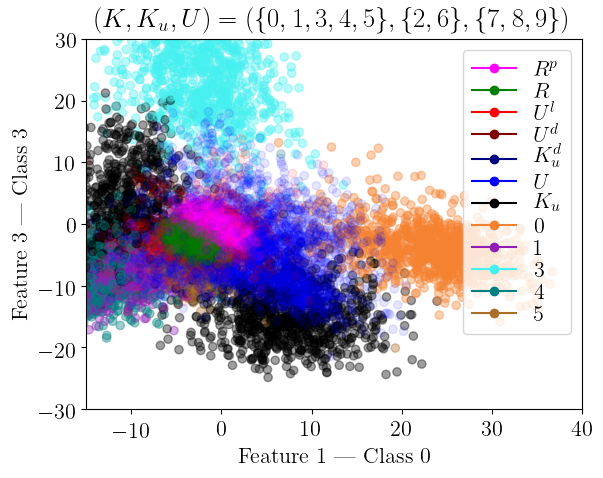 (K, K_u, U) = ({0, 1, 3, 4, 5}, {2, 6}, {7, 8, 9})
30
20
10
0
−10
−20
−30
−10
0
10
20
30
40
Feature 3 — Class 3
Feature 1 — Class 0
R^p
R
U^l
U^d
K_u^d
U
K_u
0
1
3
4
5